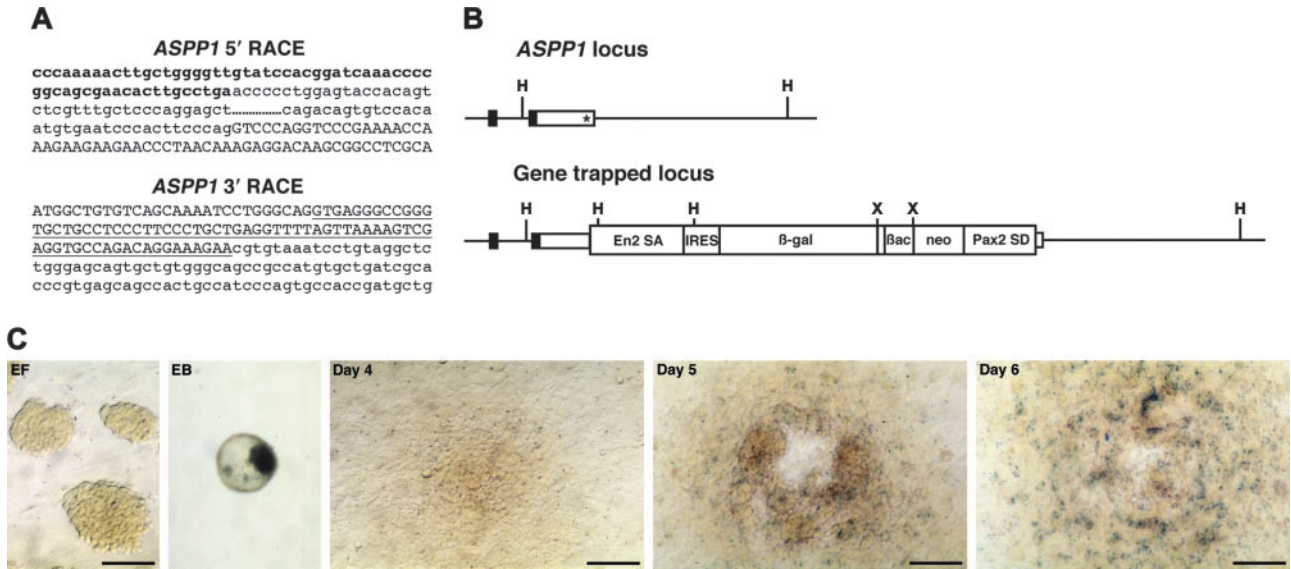 A
ASPP1 5′ RACE
cccaaaaacttgctggggttgtatccacggatcaaacccc
ggcagcgaacacttgcctgaacccccctggagtaccacagt
ctcgtttgctcccaggagct...............cagacagtgtccaca
atgtgaatcccacttcccagGTCCCAGGTCCCGAAAACCA
AAGAAGAAGAACCCTAACAAAGAGGACAAGCGGCCTCGCA
ASPP1 3′ RACE
ATGGCTGTGTCAGCAAAATCCTGGGCAGGTGAGGGCCGGG
TGCTGCCTCCCTTCCCTGCTGAGGTTTTAGTTAAAAGTCG
AGGTGCCAGACAGGAAAGAAcgtgtaaatcctgtaggctc
tgggagcagtgctgtgggcagccgccatgtgctgatcgca
cccgtgagcagccactgccatcccagtgccaccgatgctg
B
ASPP1 locus
H H
*
Gene trapped locus
H H H X X H
En2 SA IRES ß-gal ßac neo Pax2 SD
C
EF EB Day 4 Day 5 Day 6